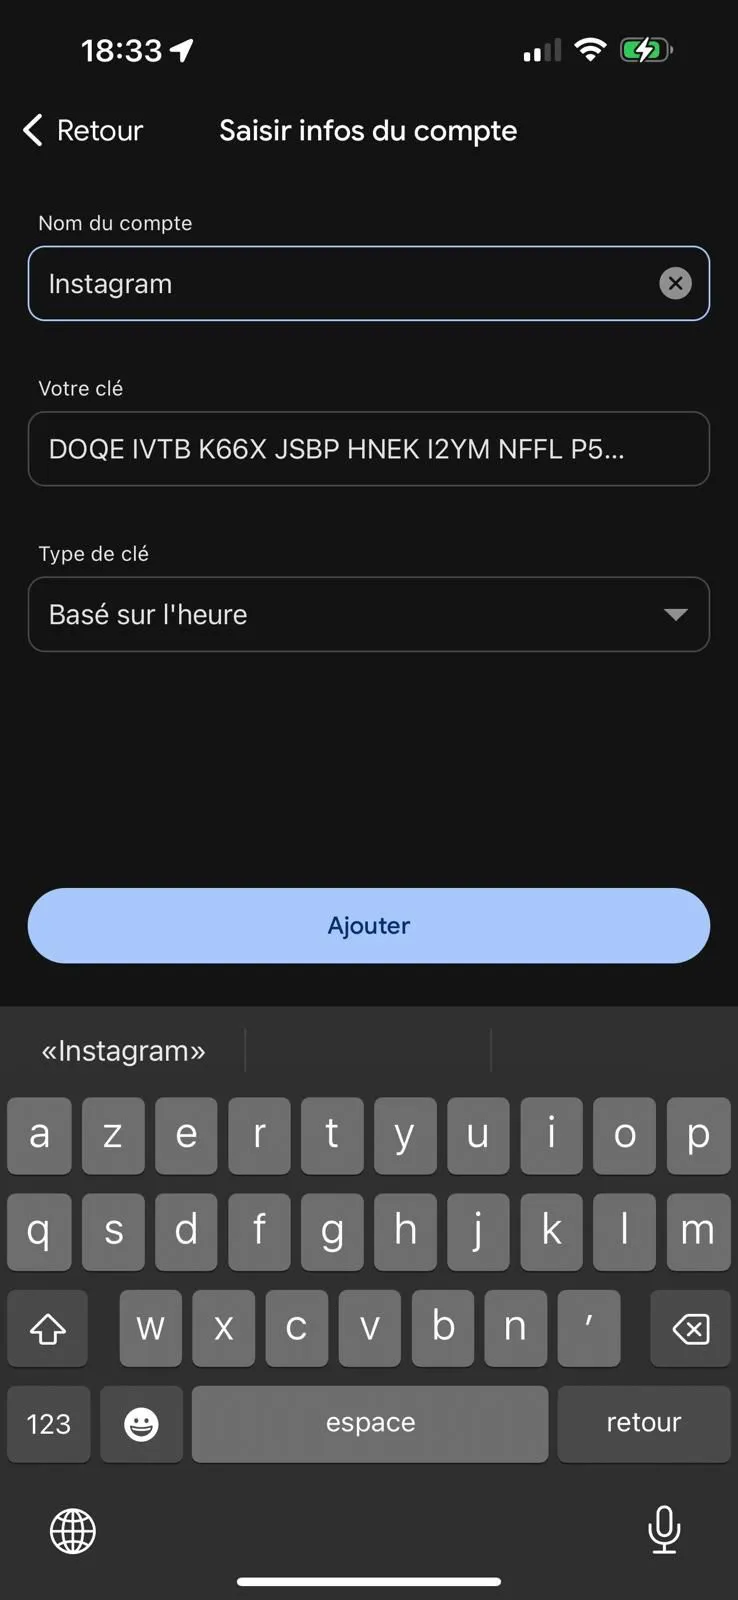 18:33
Retour
Saisir infos du compte
Nom du compte
Instagram
Votre clé
DOQE IVTB K66X JSBP HNEK I2YM NFFL P5...
Type de clé
Basé sur l'heure
Ajouter
«Instagram»
a z e r t y u i o p
q s d f g h j k l m
w x c v b n ’
123
espace
retour